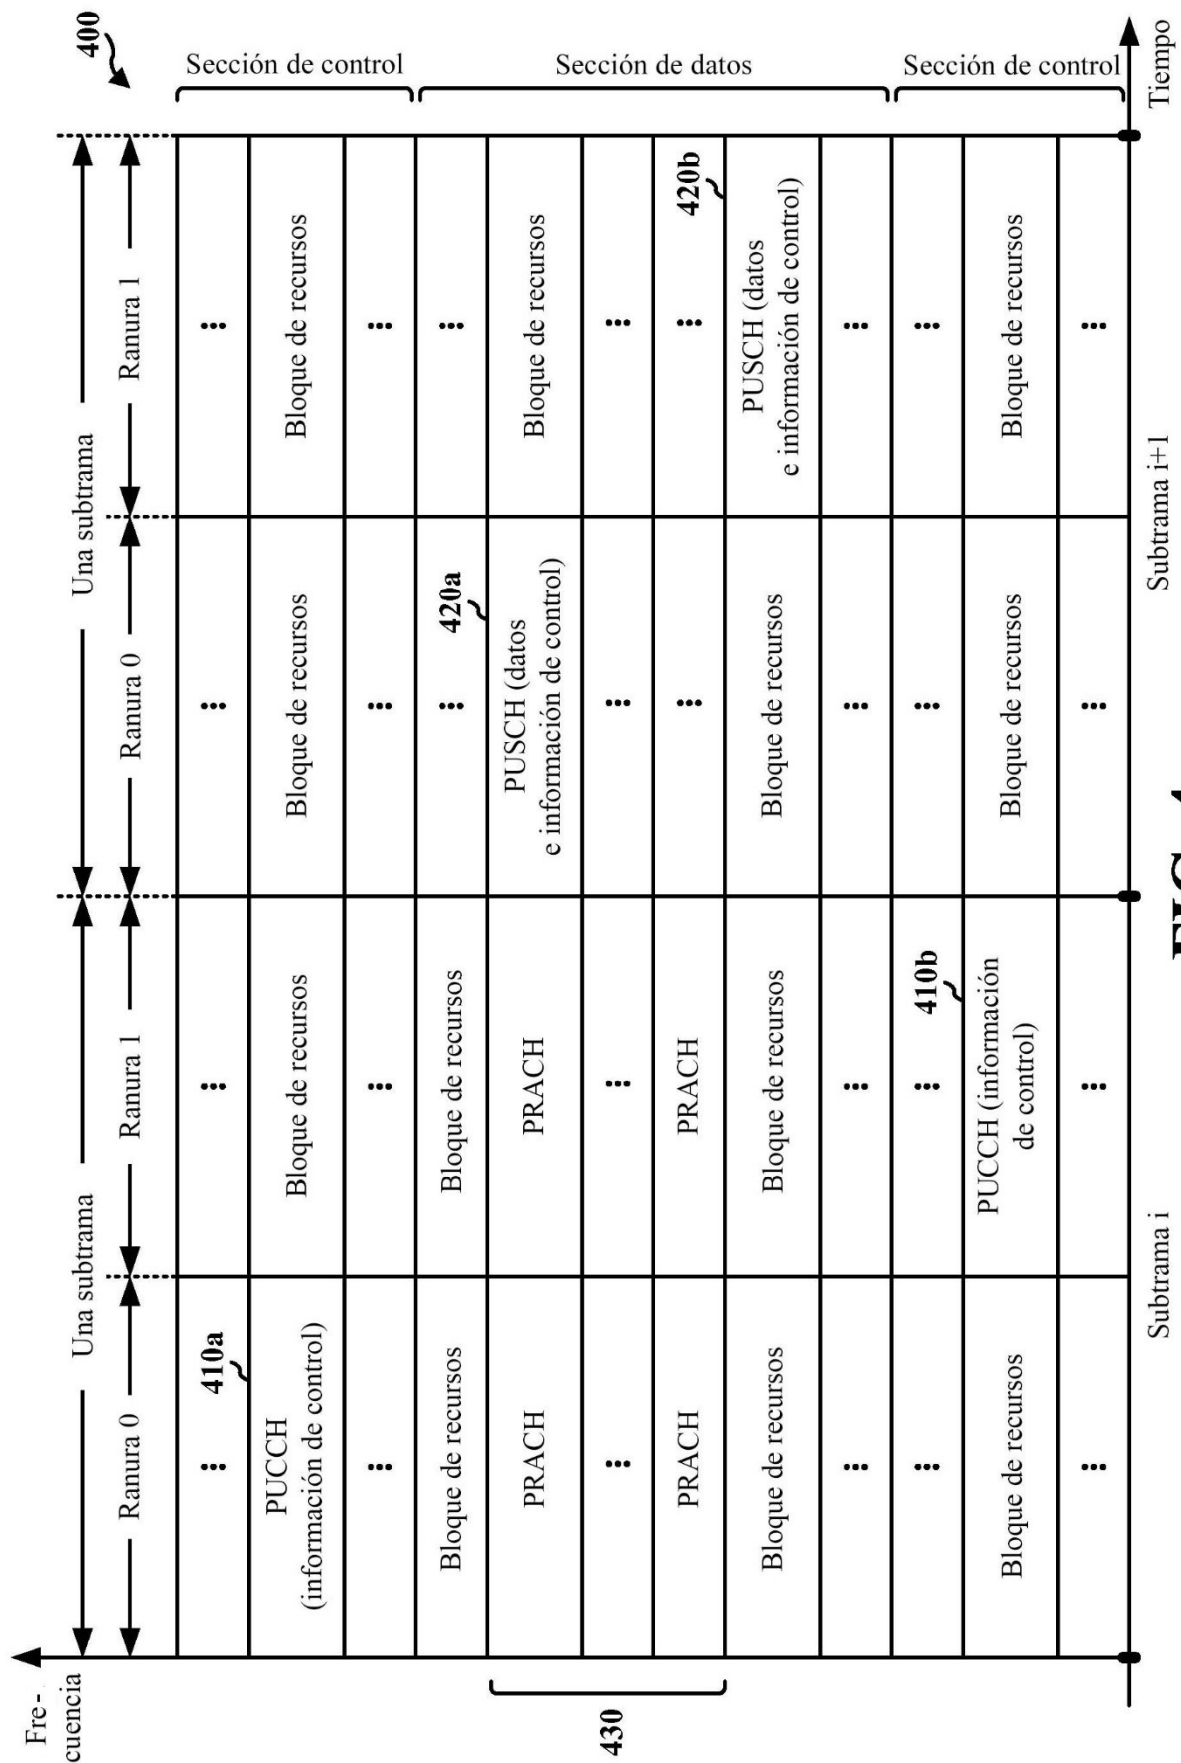 Fre-
cuencia
Una subtrama
Una subtrama
400
Ranura 0
Ranura 1
Ranura 0
Ranura 1
410a
PUCCH
(información de control)
Bloque de recursos
Bloque de recursos
Bloque de recursos
Sección de control
Bloque de recursos
Bloque de recursos
420a
430
PRACH
PRACH
PUSCH (datos
e información de control)
Bloque de recursos
Sección de datos
PRACH
PRACH
420b
Bloque de recursos
Bloque de recursos
Bloque de recursos
PUSCH (datos
e información de control)
410b
Bloque de recursos
PUCCH (información
de control)
Bloque de recursos
Bloque de recursos
Sección de control
Subtrama i
Subtrama i+1
Tiempo